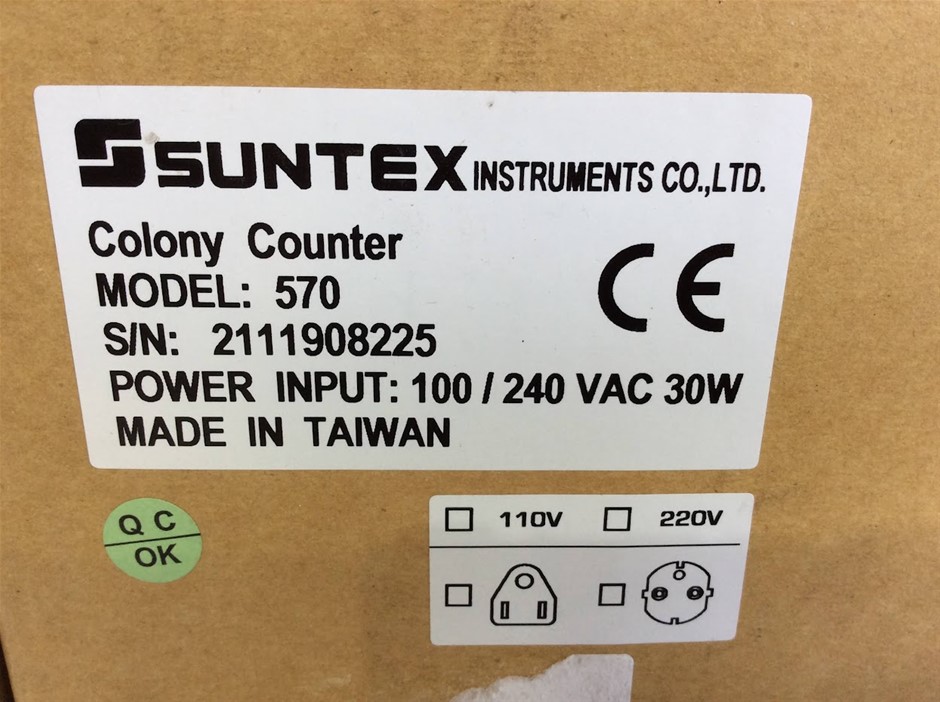 SUNTEX INSTRUMENTS CO.,LTD.
Colony Counter
MODEL: 570
S/N: 2111908225
POWER INPUT: 100 / 240 VAC 30W
MADE IN TAIWAN
CE
QC
OK
110V 220V